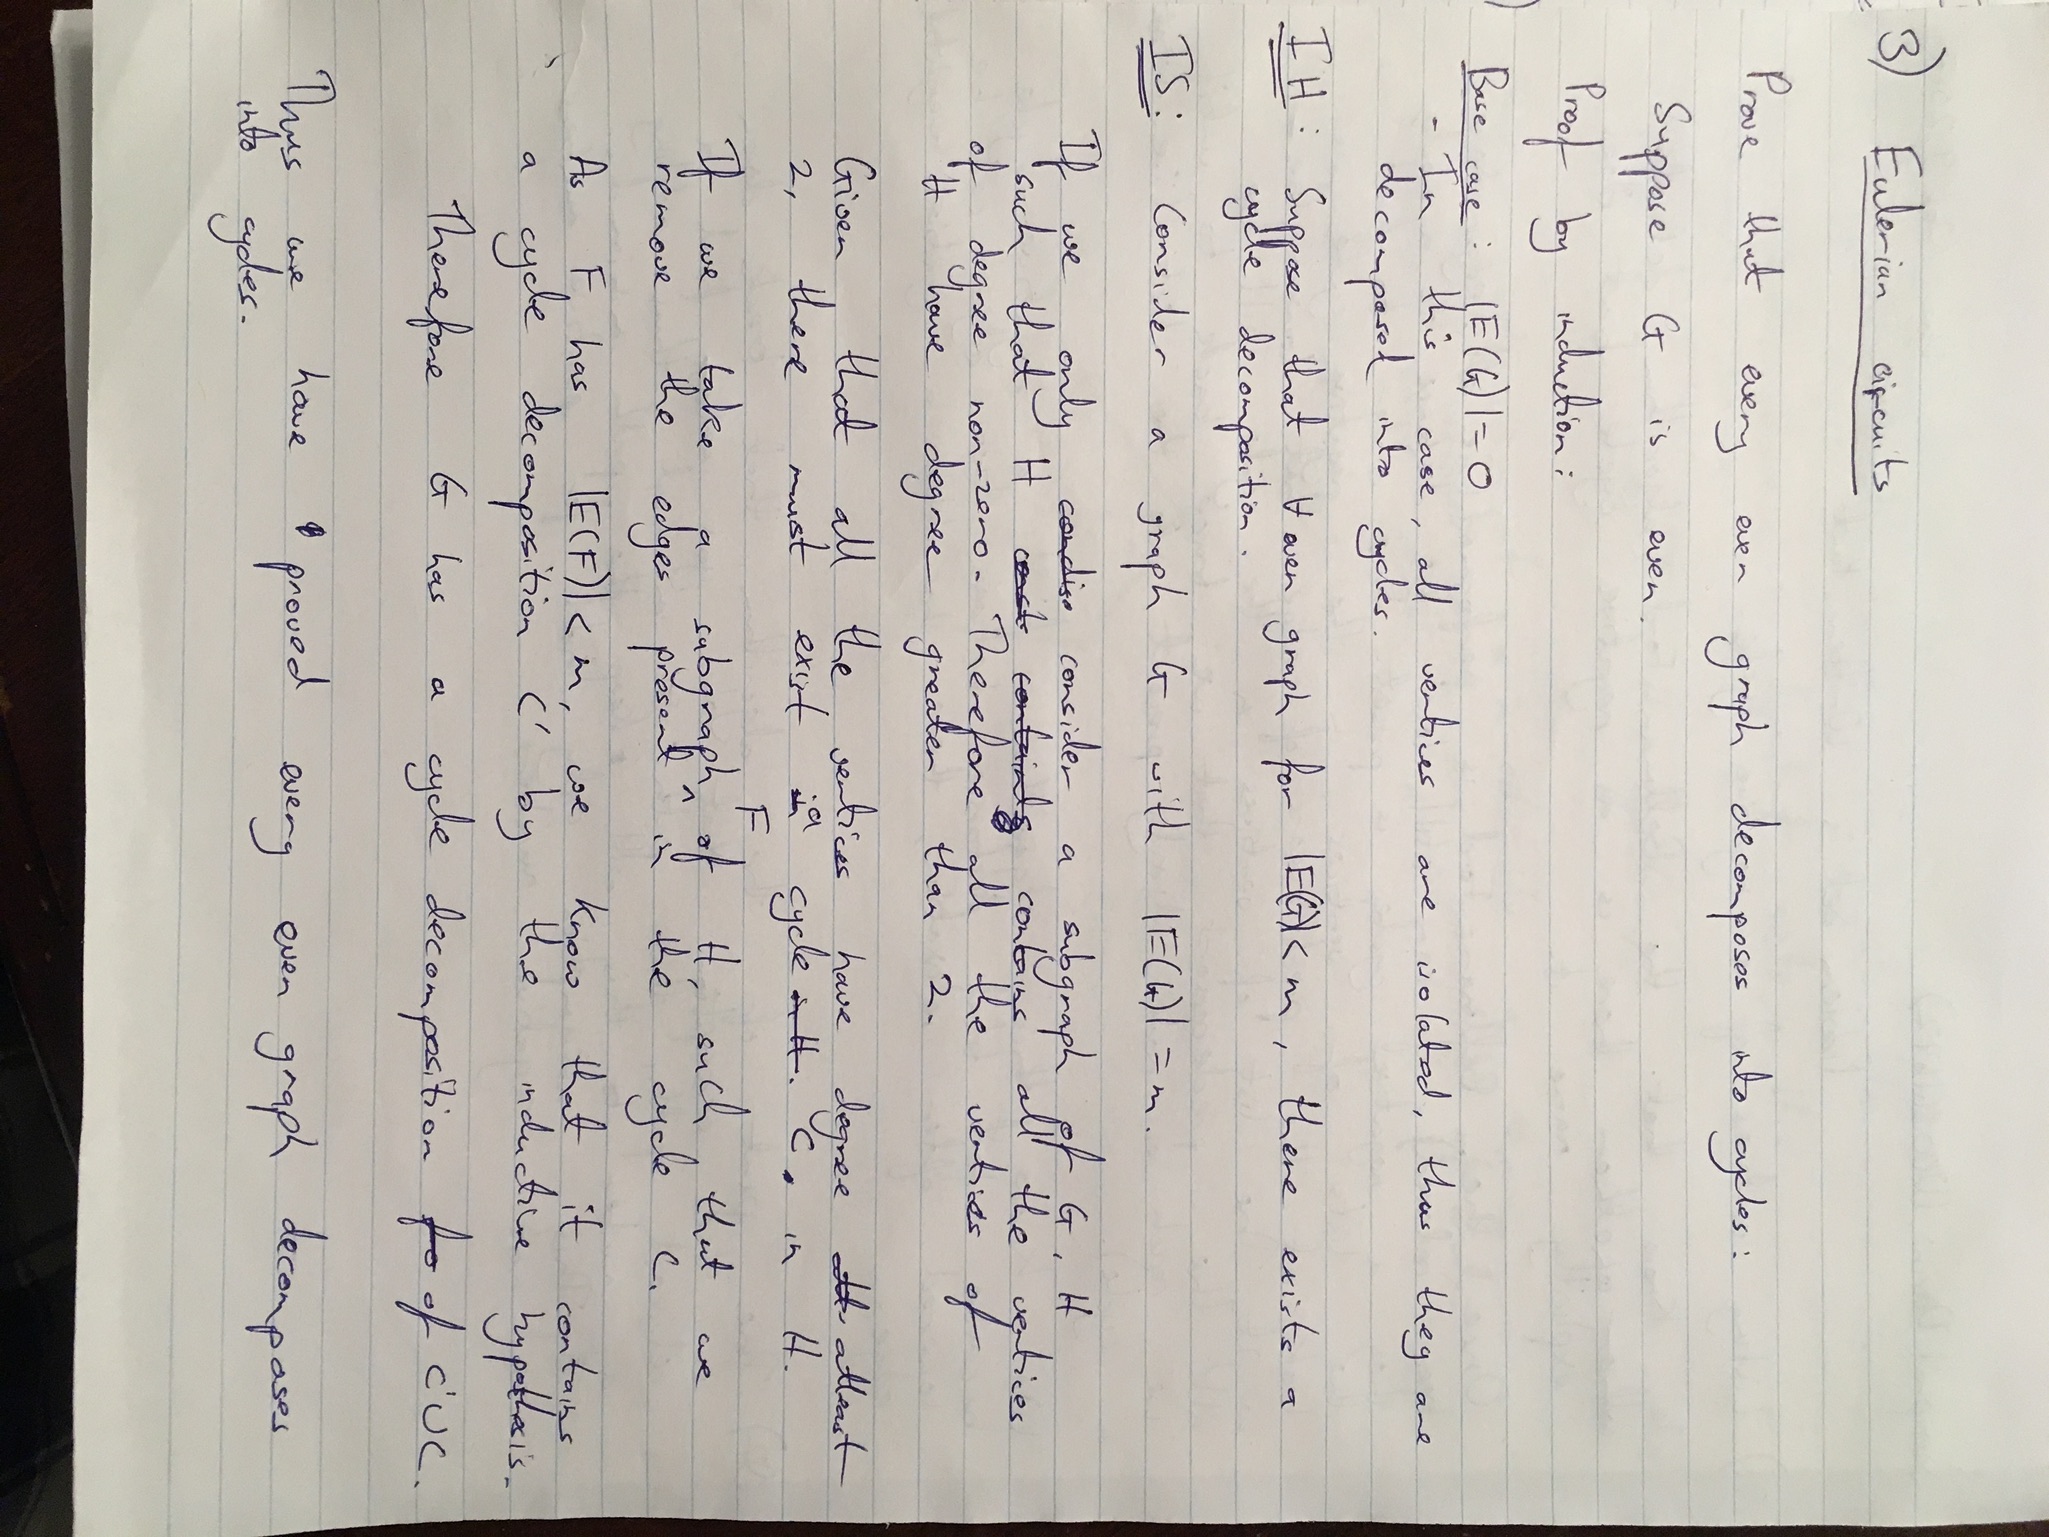 3) Eulerian circuits
Prove that every even graph decomposes into cycles:
Suppose G is even.
Proof by induction:
Base case: |E(G)|=0
- In this case, all vertices are isolated, thus they are
decomposed into cycles.
IH: Suppose that ∀ even graph for |E(G)|< m, there exists a
cycle decomposition.
IS: Consider a graph G with |E(G)| = m.
If we only consider a subgraph of G, H
such that H contains all the vertices
of degree non-zero. Therefore all the vertices of
H have degree greater than 2.
Given that all the vertices have degree atleast
2, there must exist a cycle C. in H.
If we take a subgraph F of H, such that we
remove the edges present in the cycle C.
As F has |E(F)|< m, we know that it contains
a cycle decomposition C' by the inductive hypothesis.
Therefore G has a cycle decomposition of C'UC.
Thus we have proved every even graph decomposes
into cycles.